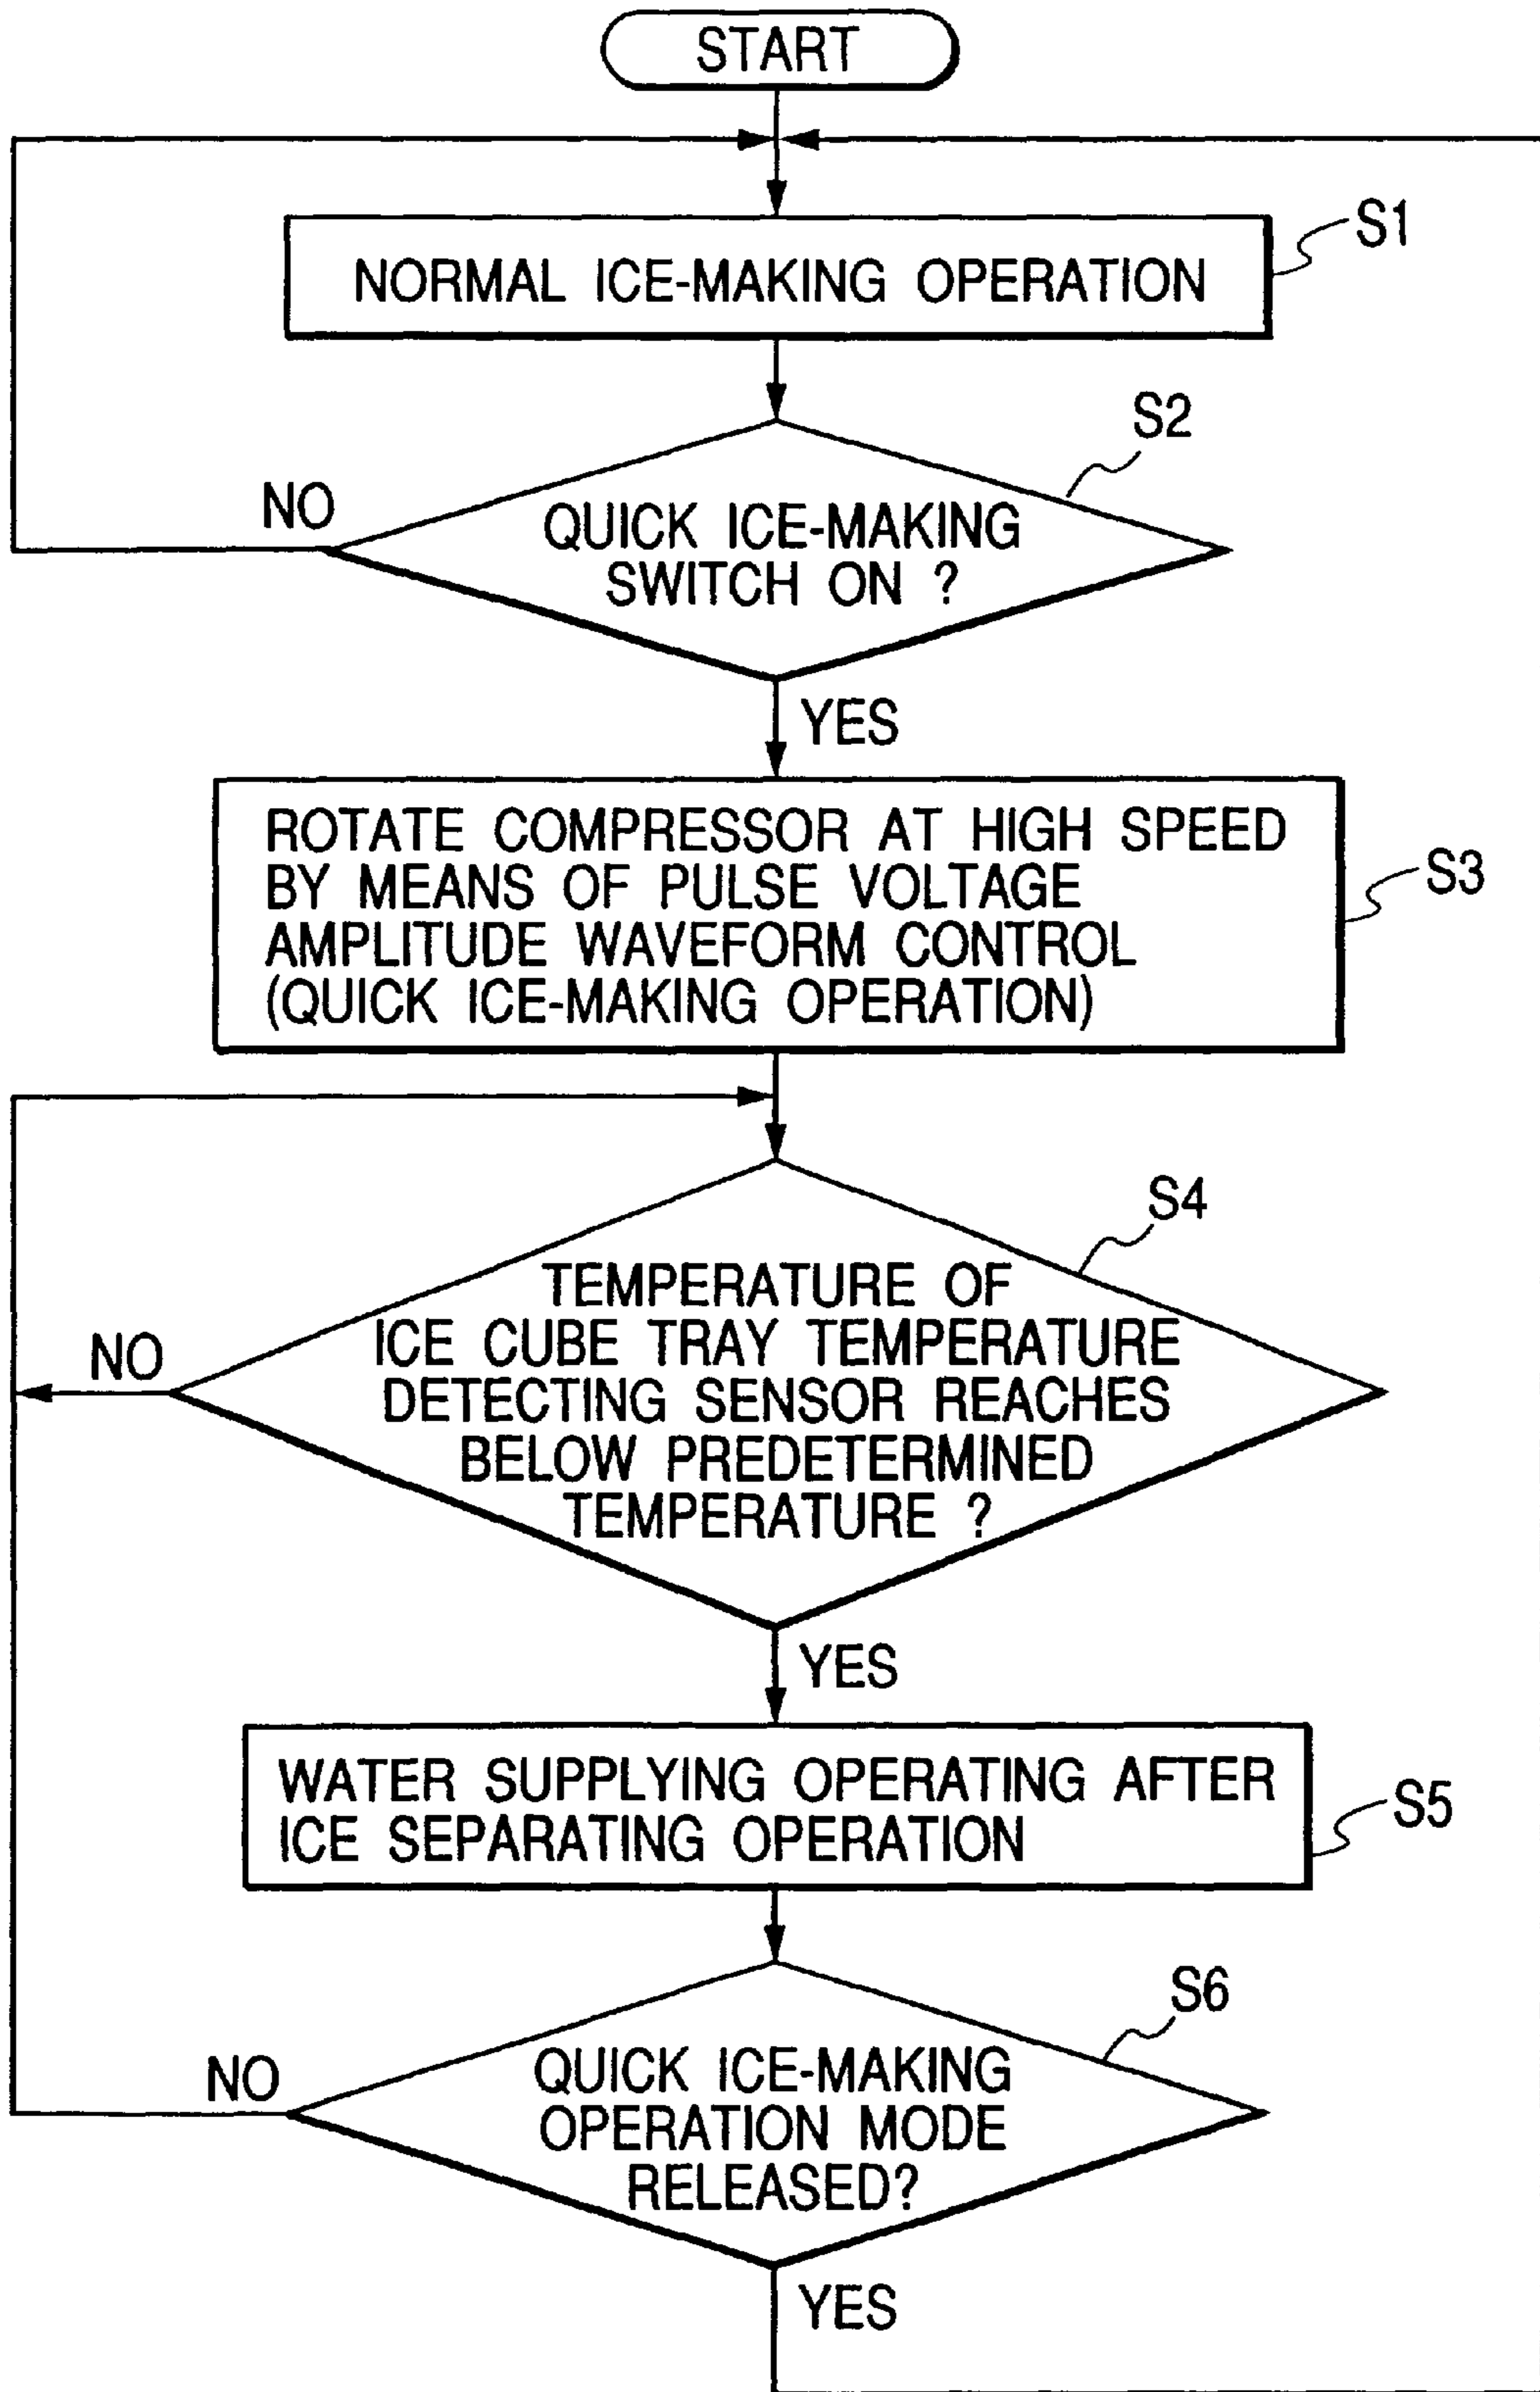 START
S1
NORMAL ICE-MAKING OPERATION
S2
NO
QUICK ICE-MAKING
SWITCH ON ?
YES
ROTATE COMPRESSOR AT HIGH SPEED
BY MEANS OF PULSE VOLTAGE
AMPLITUDE WAVEFORM CONTROL
(QUICK ICE-MAKING OPERATION)
S3
S4
TEMPERATURE OF
ICE CUBE TRAY TEMPERATURE
DETECTING SENSOR REACHES
BELOW PREDETERMINED
TEMPERATURE ?
NO
YES
WATER SUPPLYING OPERATING AFTER
ICE SEPARATING OPERATION
S5
S6
NO
QUICK ICE-MAKING
OPERATION MODE
RELEASED?
YES